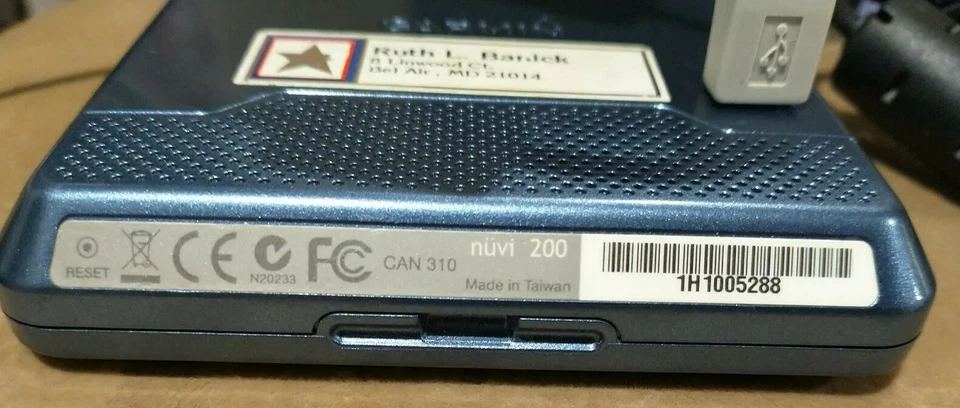 Ruth L. Banick
8 Linwood Ct.
Bel Air, MD 21014
RESET
N20233
FC
CAN 310
nüvi 200
Made in Taiwan
1H1005288